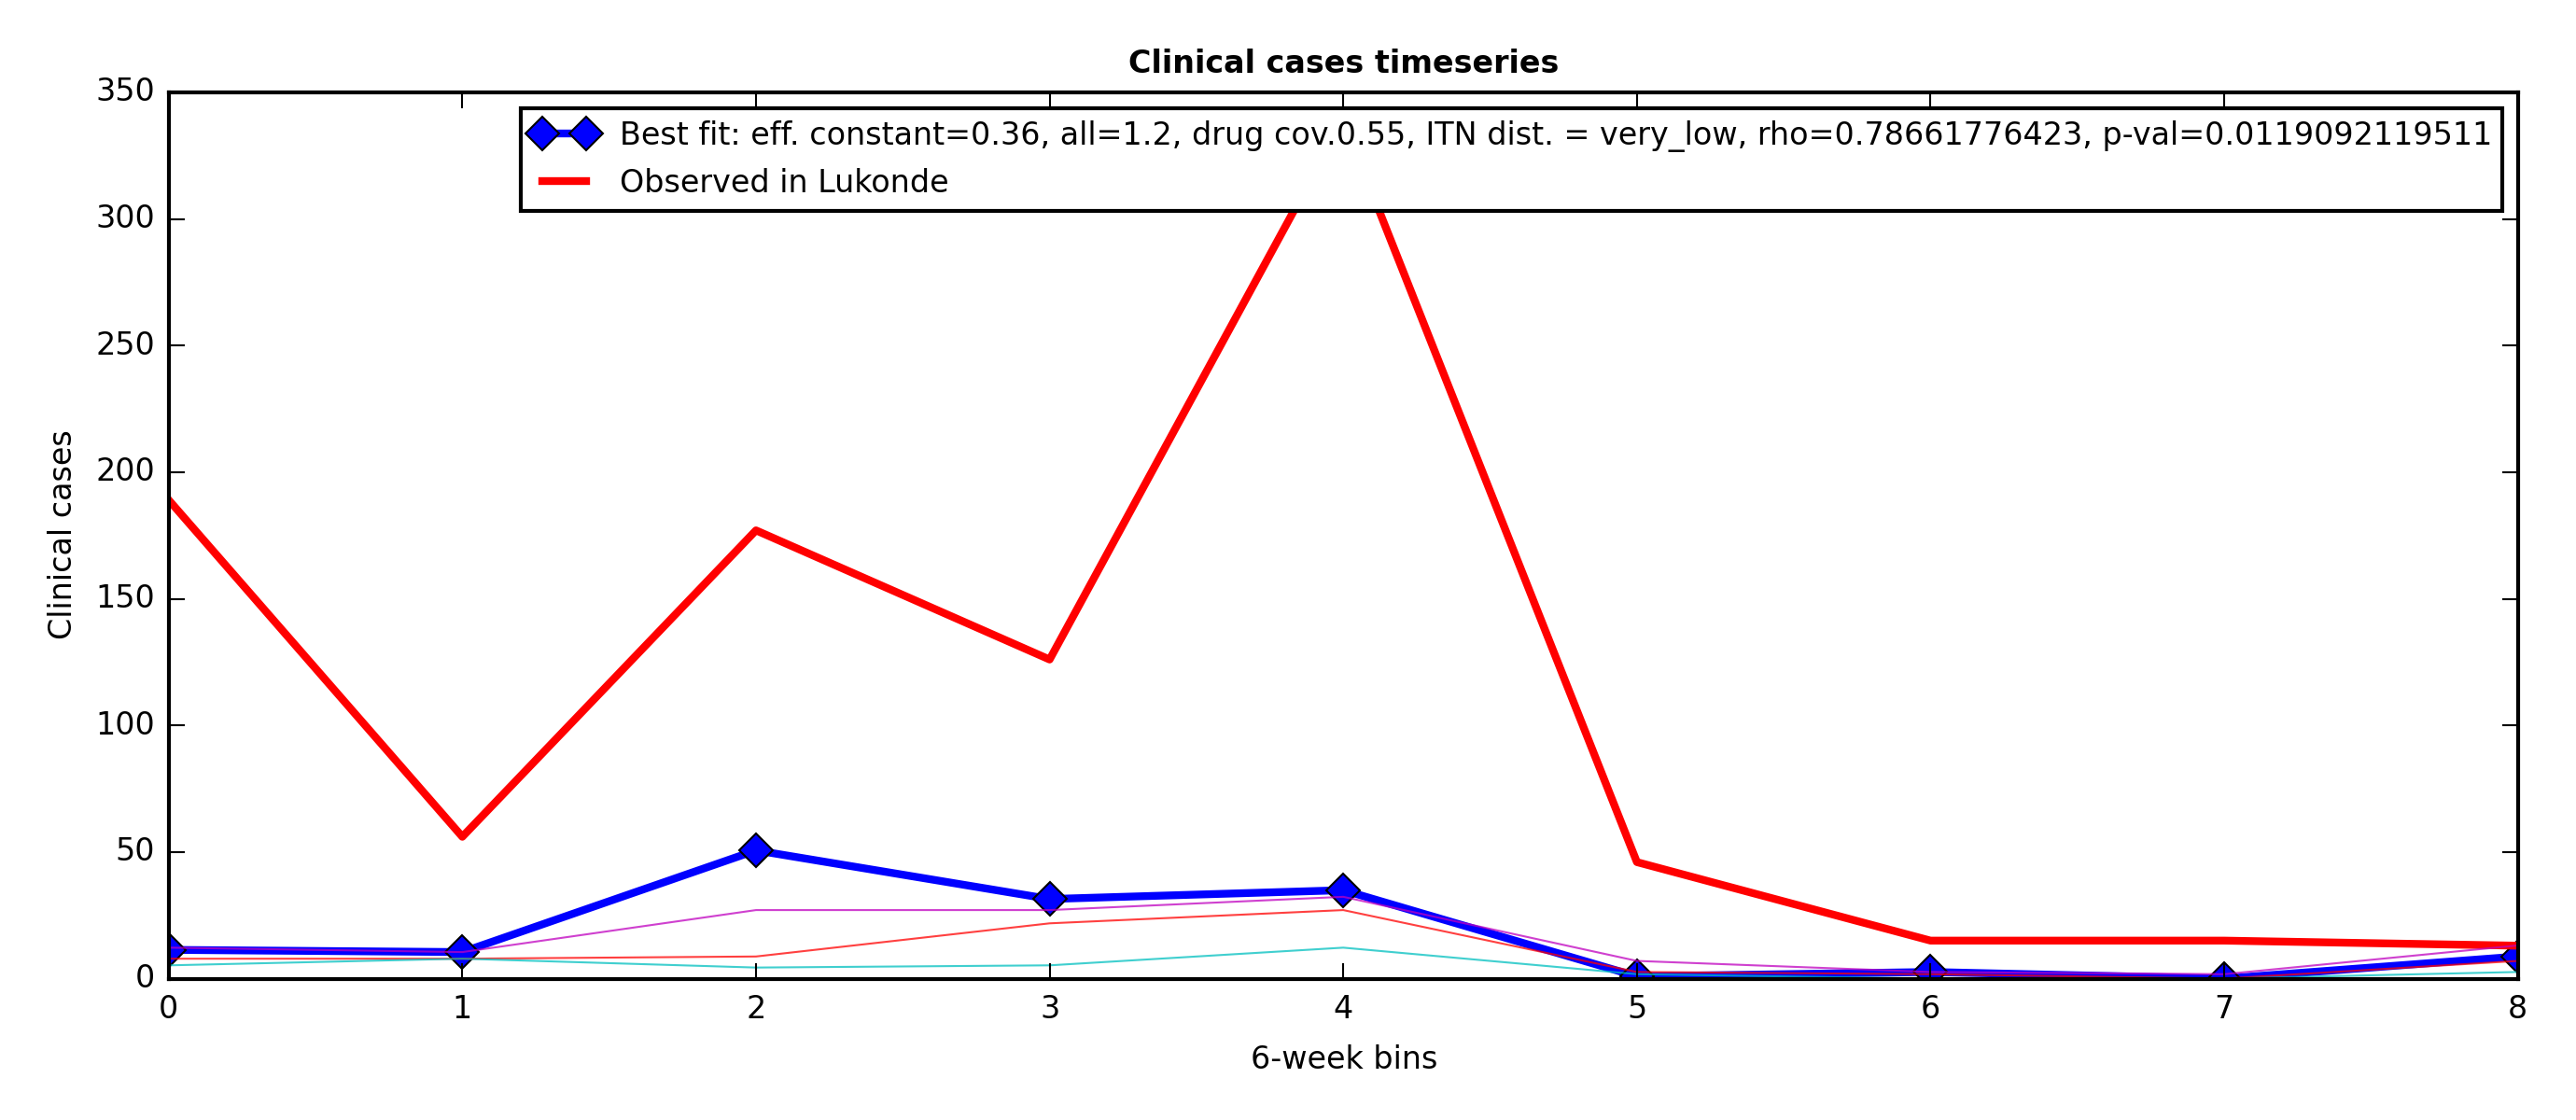 Clinical cases timeseries
350
300
250
200
150
100
50
0
Clinical cases
Best fit: eff. constant=0.36, all=1.2, drug cov.0.55, ITN dist. = very_low, rho=0.78661776423, p-val=0.0119092119511
Observed in Lukonde
0 1 2 3 4 5 6 7 8
6-week bins